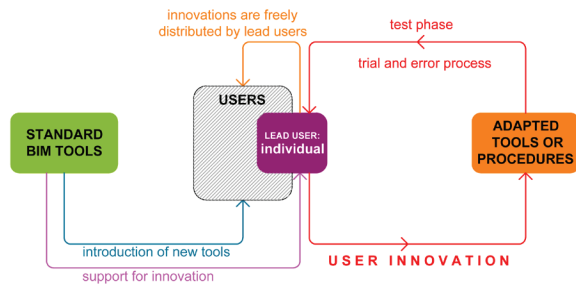 innovations are freely
distributed by lead users
test phase
trial and error process
USERS
STANDARD
BIM TOOLS
LEAD USER:
individual
ADAPTED
TOOLS OR
PROCEDURES
introduction of new tools
support for innovation
USER INNOVATION